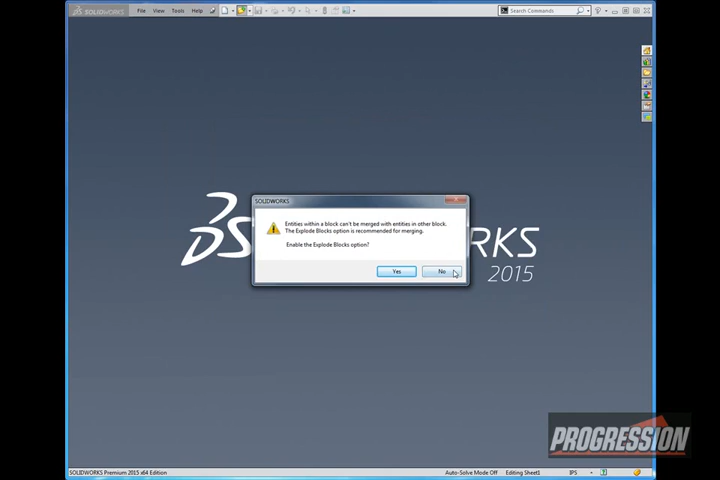 SOLIDWORKS File View Tools Help Search Commands
SOLIDWORKS
Entities within a block can't be merged with entities in other block.
The Explode Blocks option is recommended for merging.
Enable the Explode Blocks option?
Yes No
RKS
2015
PROGRESSION
SOLIDWORKS Premium 2015 x64 Edition Auto-Solve Mode Off Editing Sheet1 IPS